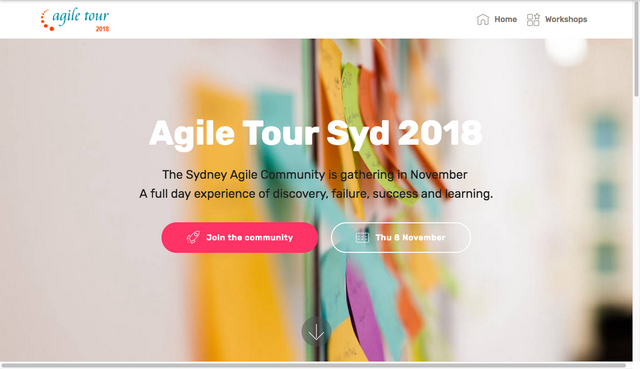 agile tour
2018
Home
Workshops
Agile Tour Syd 2018
The Sydney Agile Community is gathering in November
A full day experience of discovery, failure, success and learning.
Join the community
Thu 8 November